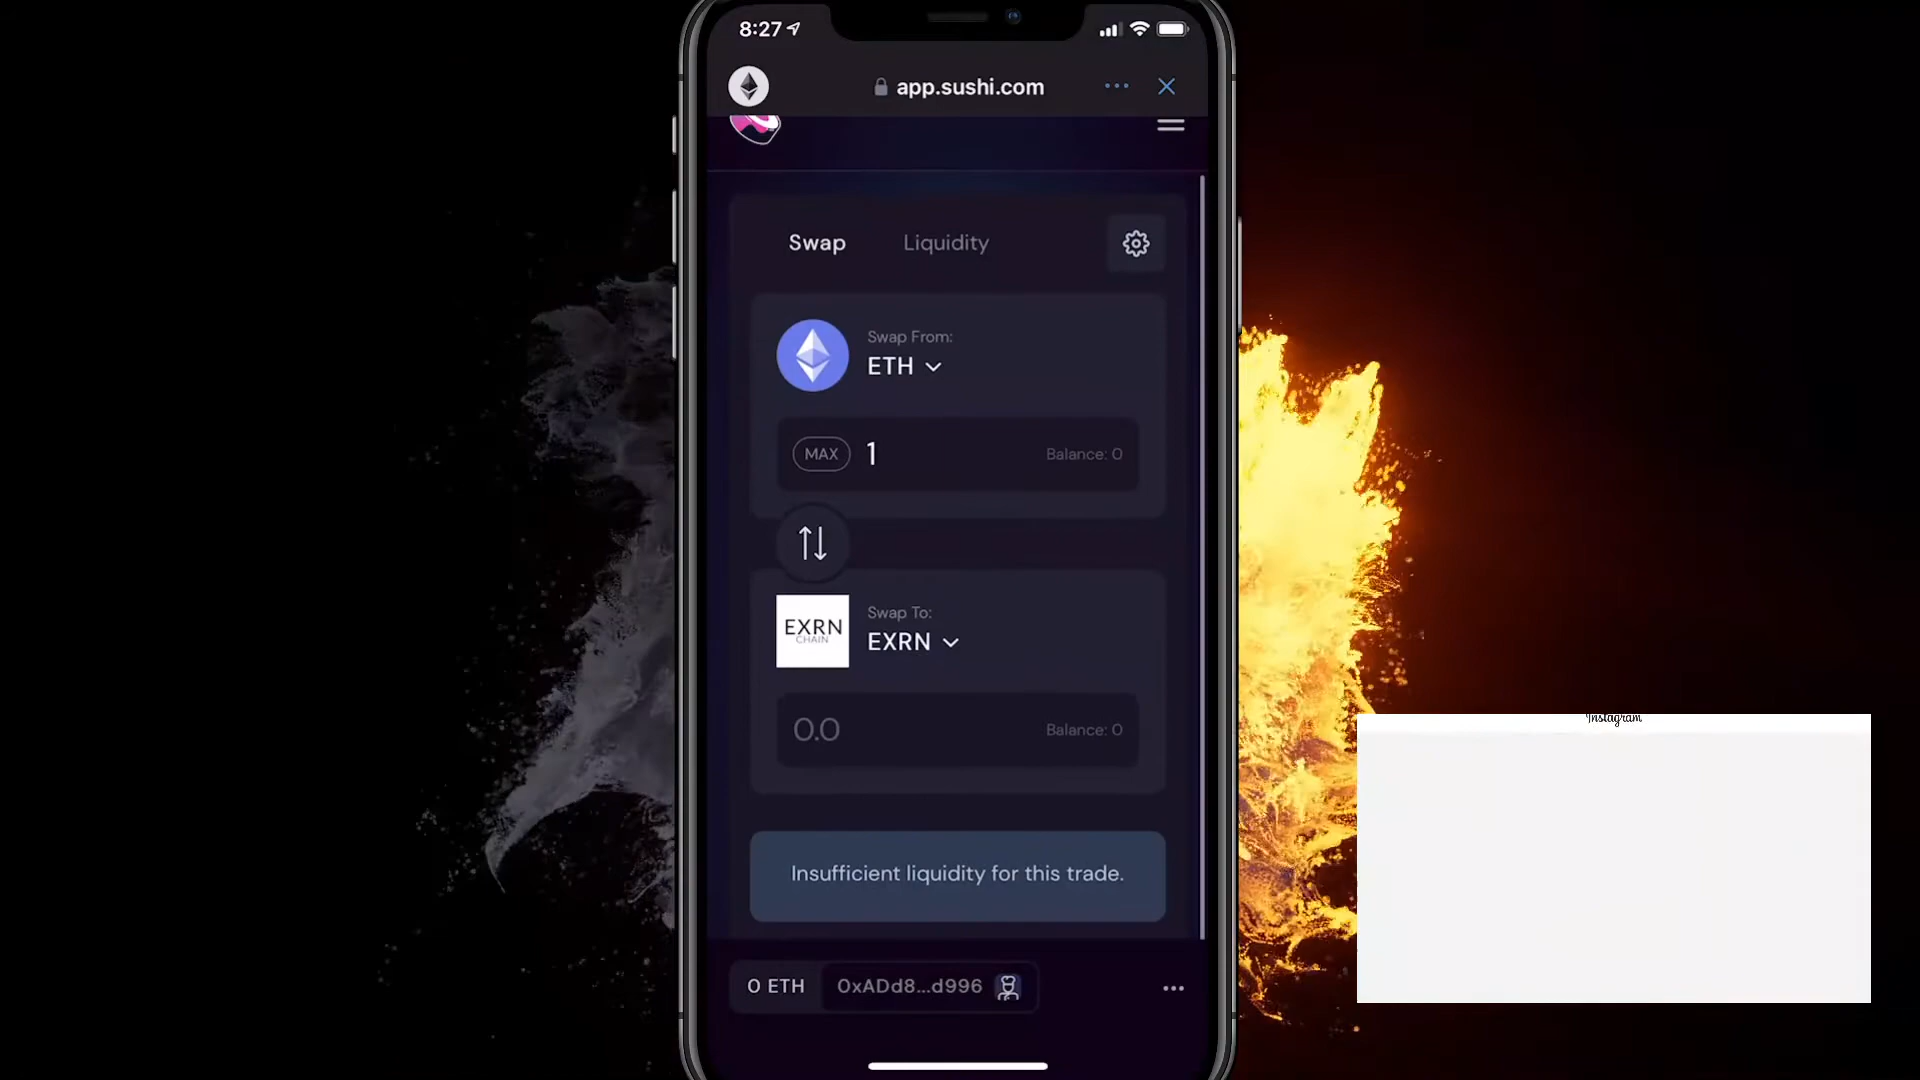 8:27
app.sushi.com
Swap
Liquidity
Swap From:
ETH
MAX
1
Balance: 0
EXRN
CHAIN
Swap To:
EXRN
0.0
Balance: 0
Insufficient liquidity for this trade.
0 ETH
0xADd8...d996
Instagram